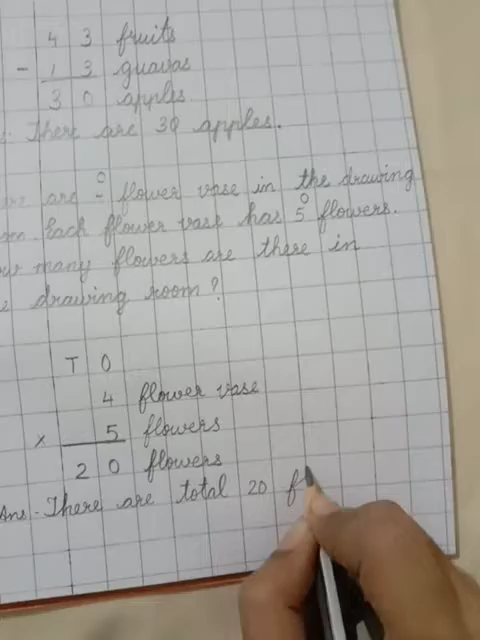 4 3 fruits
- 1 3 guavas
3 0 apples
There are 30 apples.
O
are flower vase in the drawing
O
Each flower vase has 5 flowers.
many flowers are there in
drawing room?
T O
4 flower vase
x 5 flowers
2 0 flowers
Ans. There are total 20 f